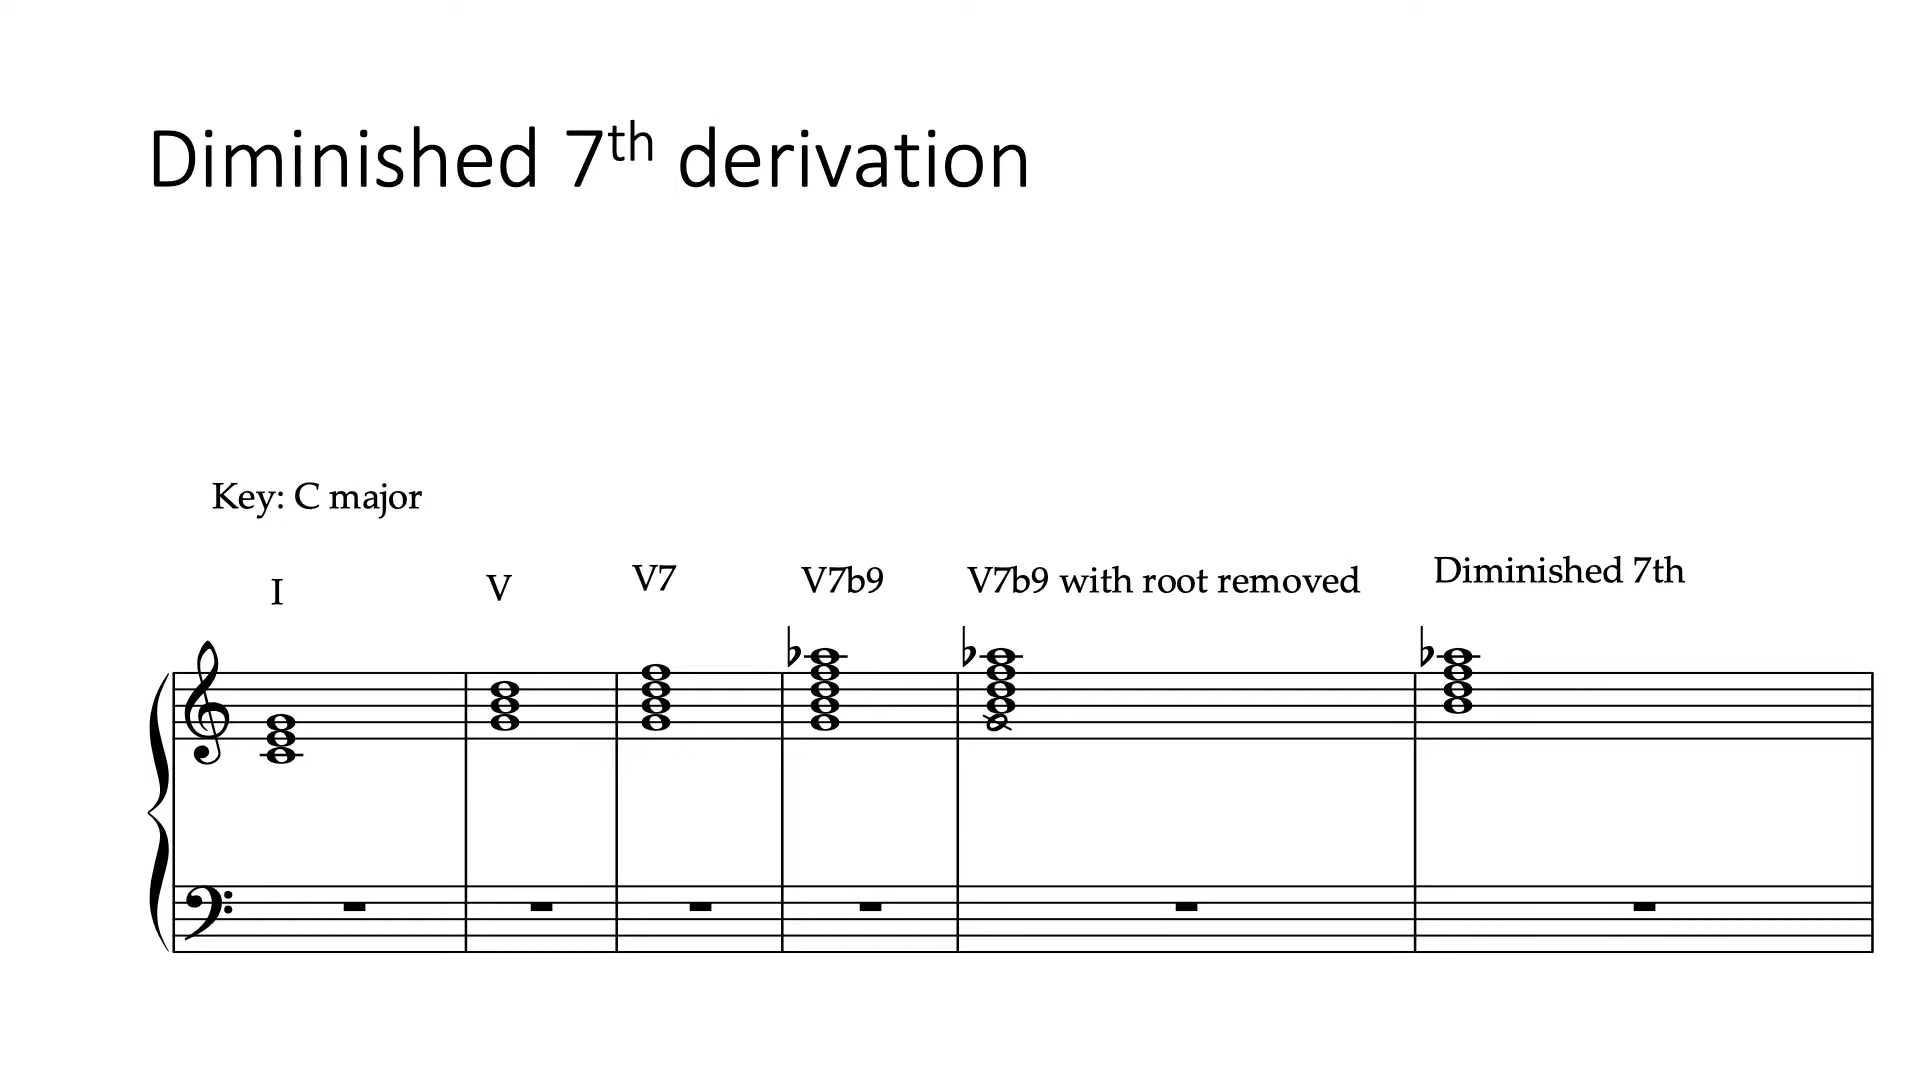 Diminished 7th derivation
Key: C major
I
V
V7
V7b9
V7b9 with root removed
Diminished 7th